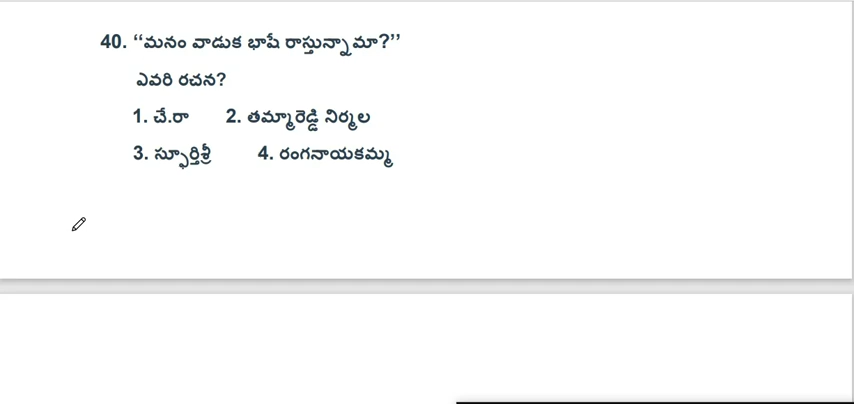 40. ‘‘మనం వాడుక భాషే రాస్తున్నామా?’’
ఎవరి రచన?
1. చే.రా 2. తమ్మారెడ్డి నిర్మల
3. స్ఫూర్తిశ్రీ 4. రంగనాయకమ్మ